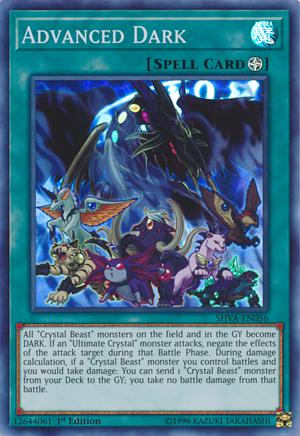 ADVANCED DARK
[SPELL CARD]
SHVA-EN056
All "Crystal Beast" monsters on the field and in the GY become
DARK. If an "Ultimate Crystal" monster attacks, negate the effects
of the attack target during that Battle Phase. During damage
calculation, if a "Crystal Beast" monster you control battles and
you would take damage: You can send 1 "Crystal Beast" monster
from your Deck to the GY; you take no battle damage from that
battle.
12644061 1st Edition ©1996 KAZUKI TAKAHASHI